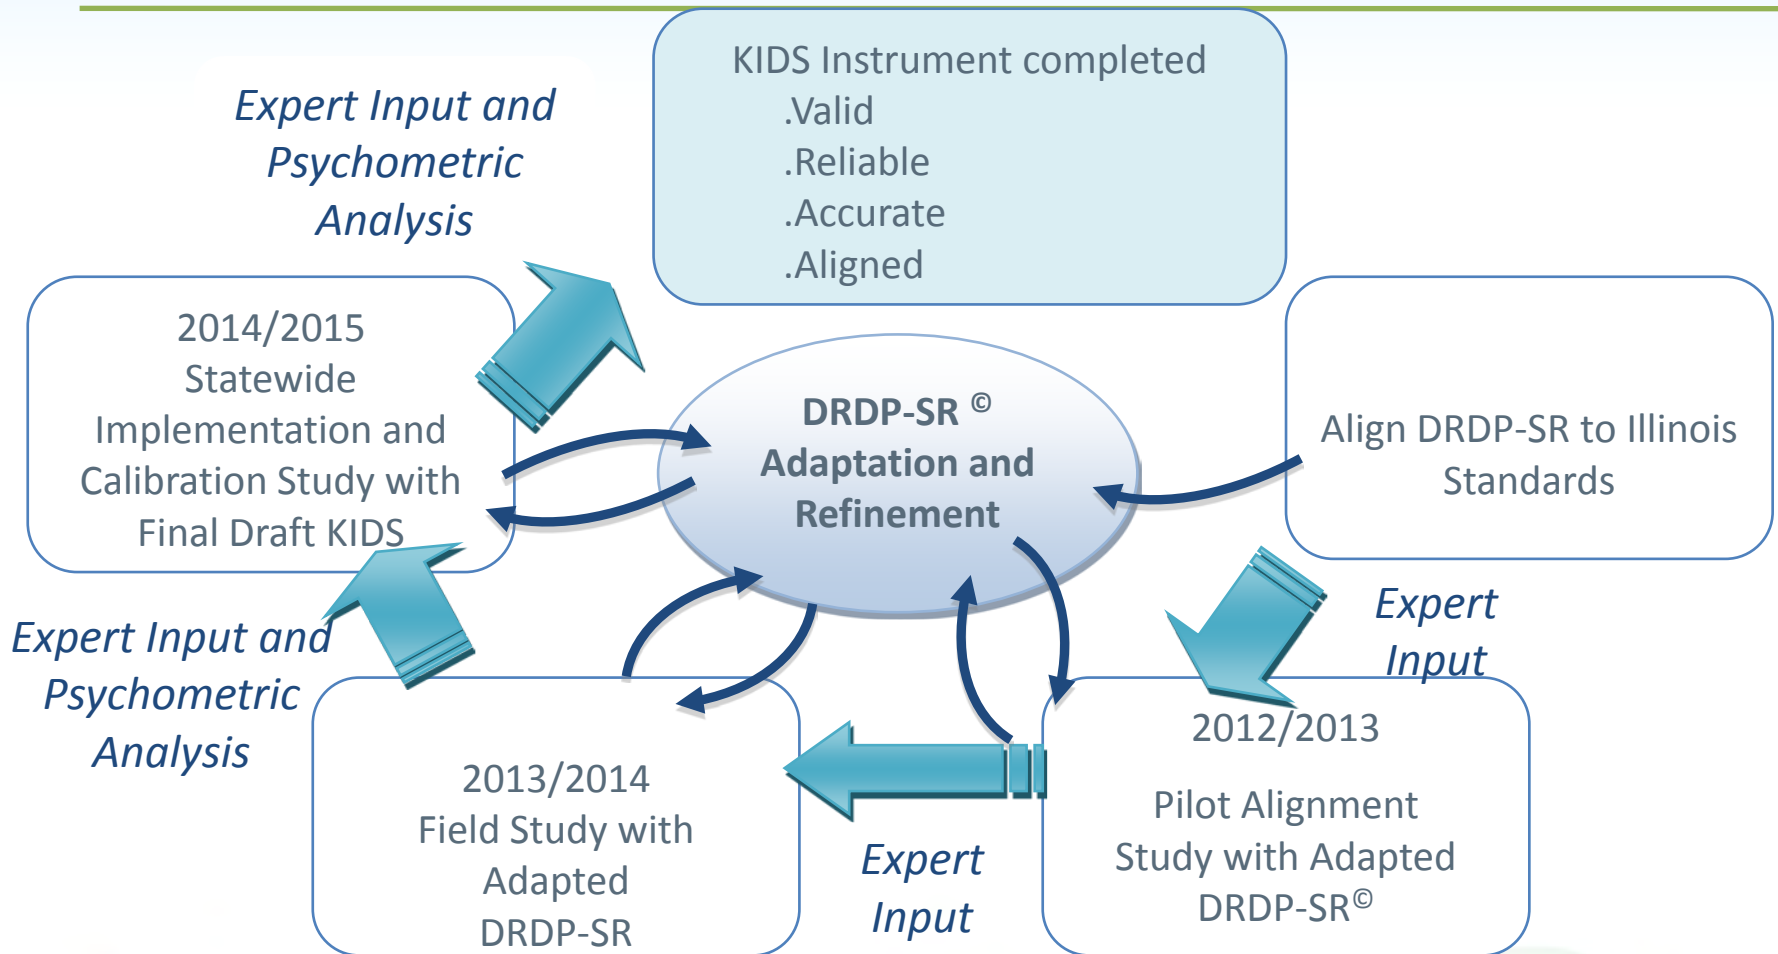 KIDS Instrument completed
.Valid
.Reliable
.Accurate
.Aligned
Expert Input and
Psychometric
Analysis
2014/2015
Statewide
Implementation and
Calibration Study with
Final Draft KIDS
DRDP-SR ©
Adaptation and
Refinement
Align DRDP-SR to Illinois
Standards
Expert
Input
Expert Input and
Psychometric
Analysis
2013/2014
Field Study with
Adapted
DRDP-SR
Expert
Input
2012/2013
Pilot Alignment
Study with Adapted
DRDP-SR©